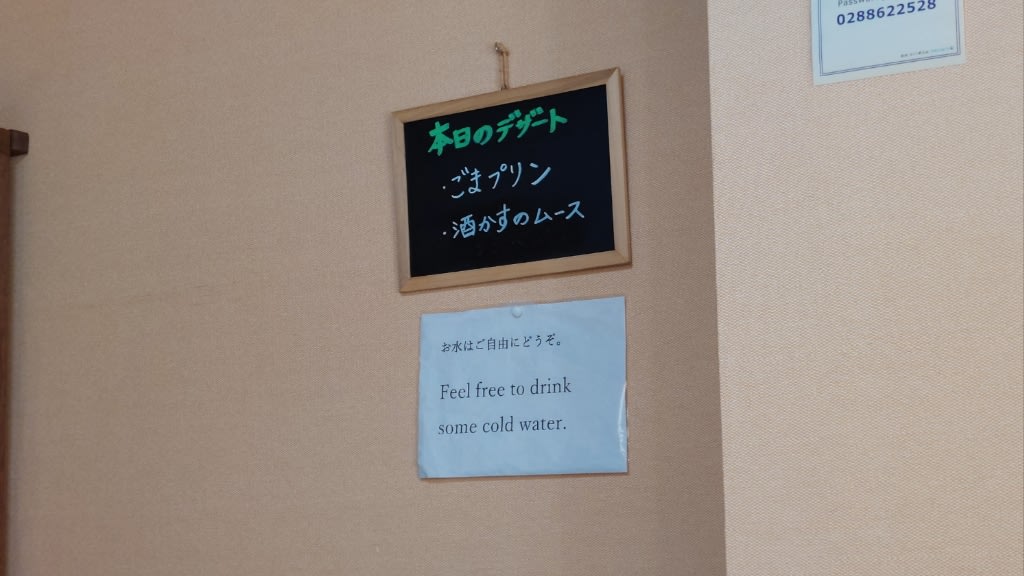 本日のデザート
・ごまプリン
・酒かすのムース
お水はご自由にどうぞ。
Feel free to drink
some cold water.
0288622528